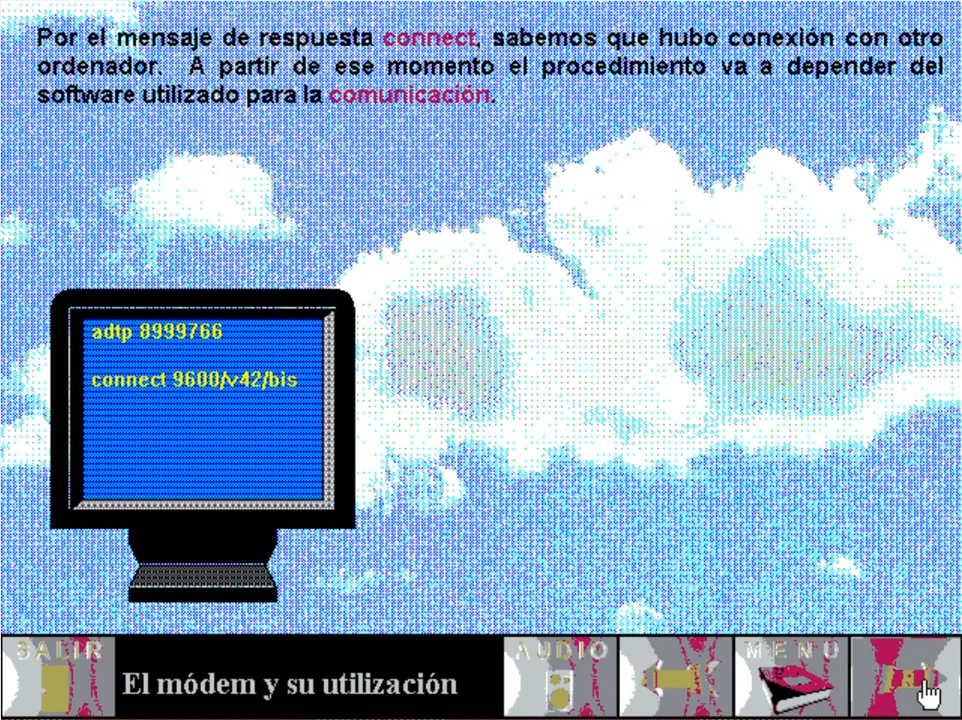 Por el mensaje de respuesta connect, sabemos que hubo conexión con otro
ordenador. A partir de ese momento el procedimiento va a depender del
software utilizado para la comunicación.
adtp 8999766
connect 9600/v42/bis
SALIR
El módem y su utilización
AUDIO
MENU